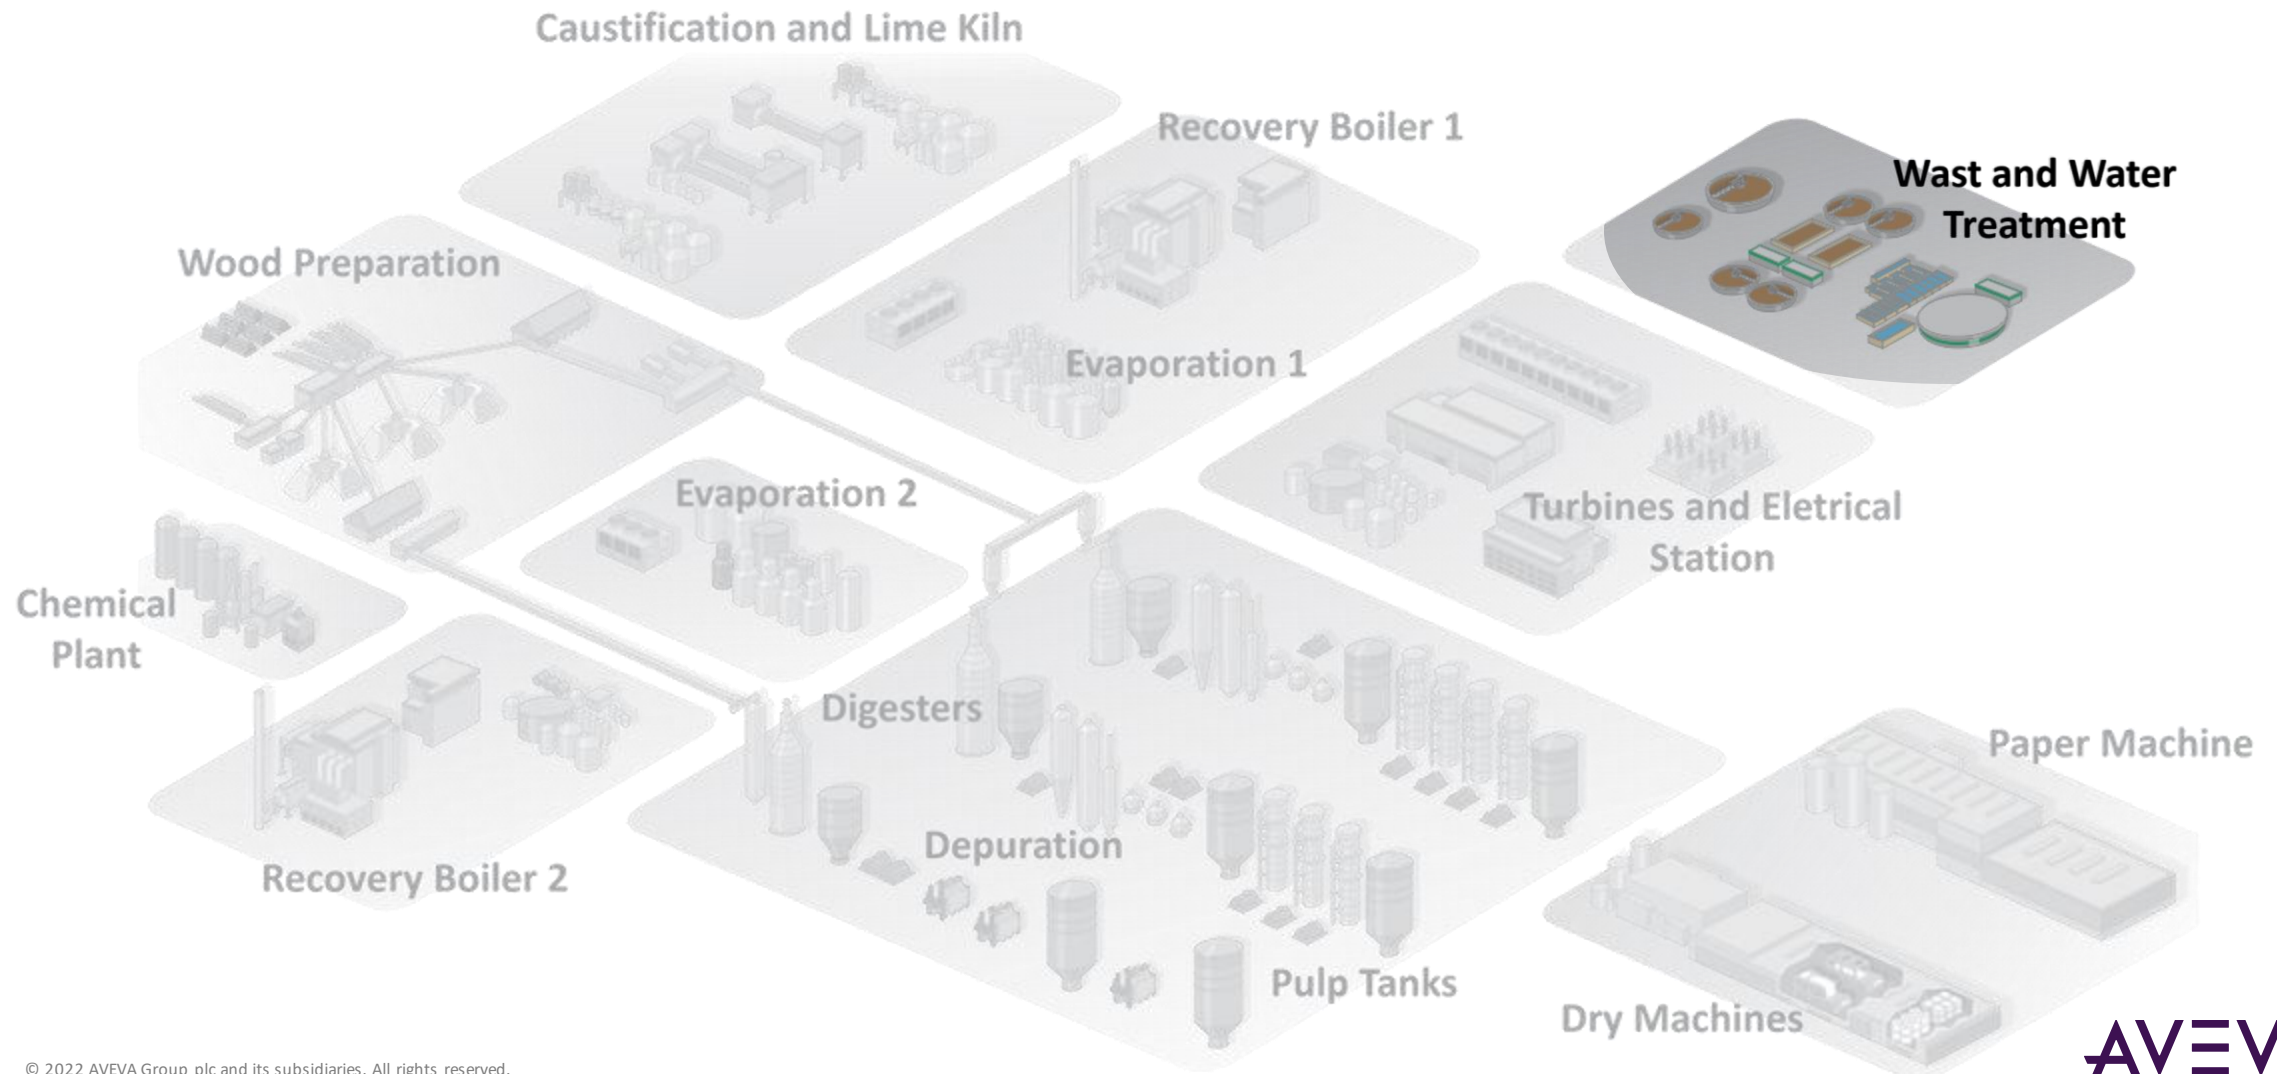 Caustification and Lime Kiln
Recovery Boiler 1
Wast and Water
Treatment
Wood Preparation
Evaporation 1
Evaporation 2
Turbines and Eletrical
Station
Chemical
Plant
Digesters
Paper Machine
Depuration
Recovery Boiler 2
Pulp Tanks
Dry Machines
© 2022 AVEVA Group plc and its subsidiaries. All rights reserved.
AVEV